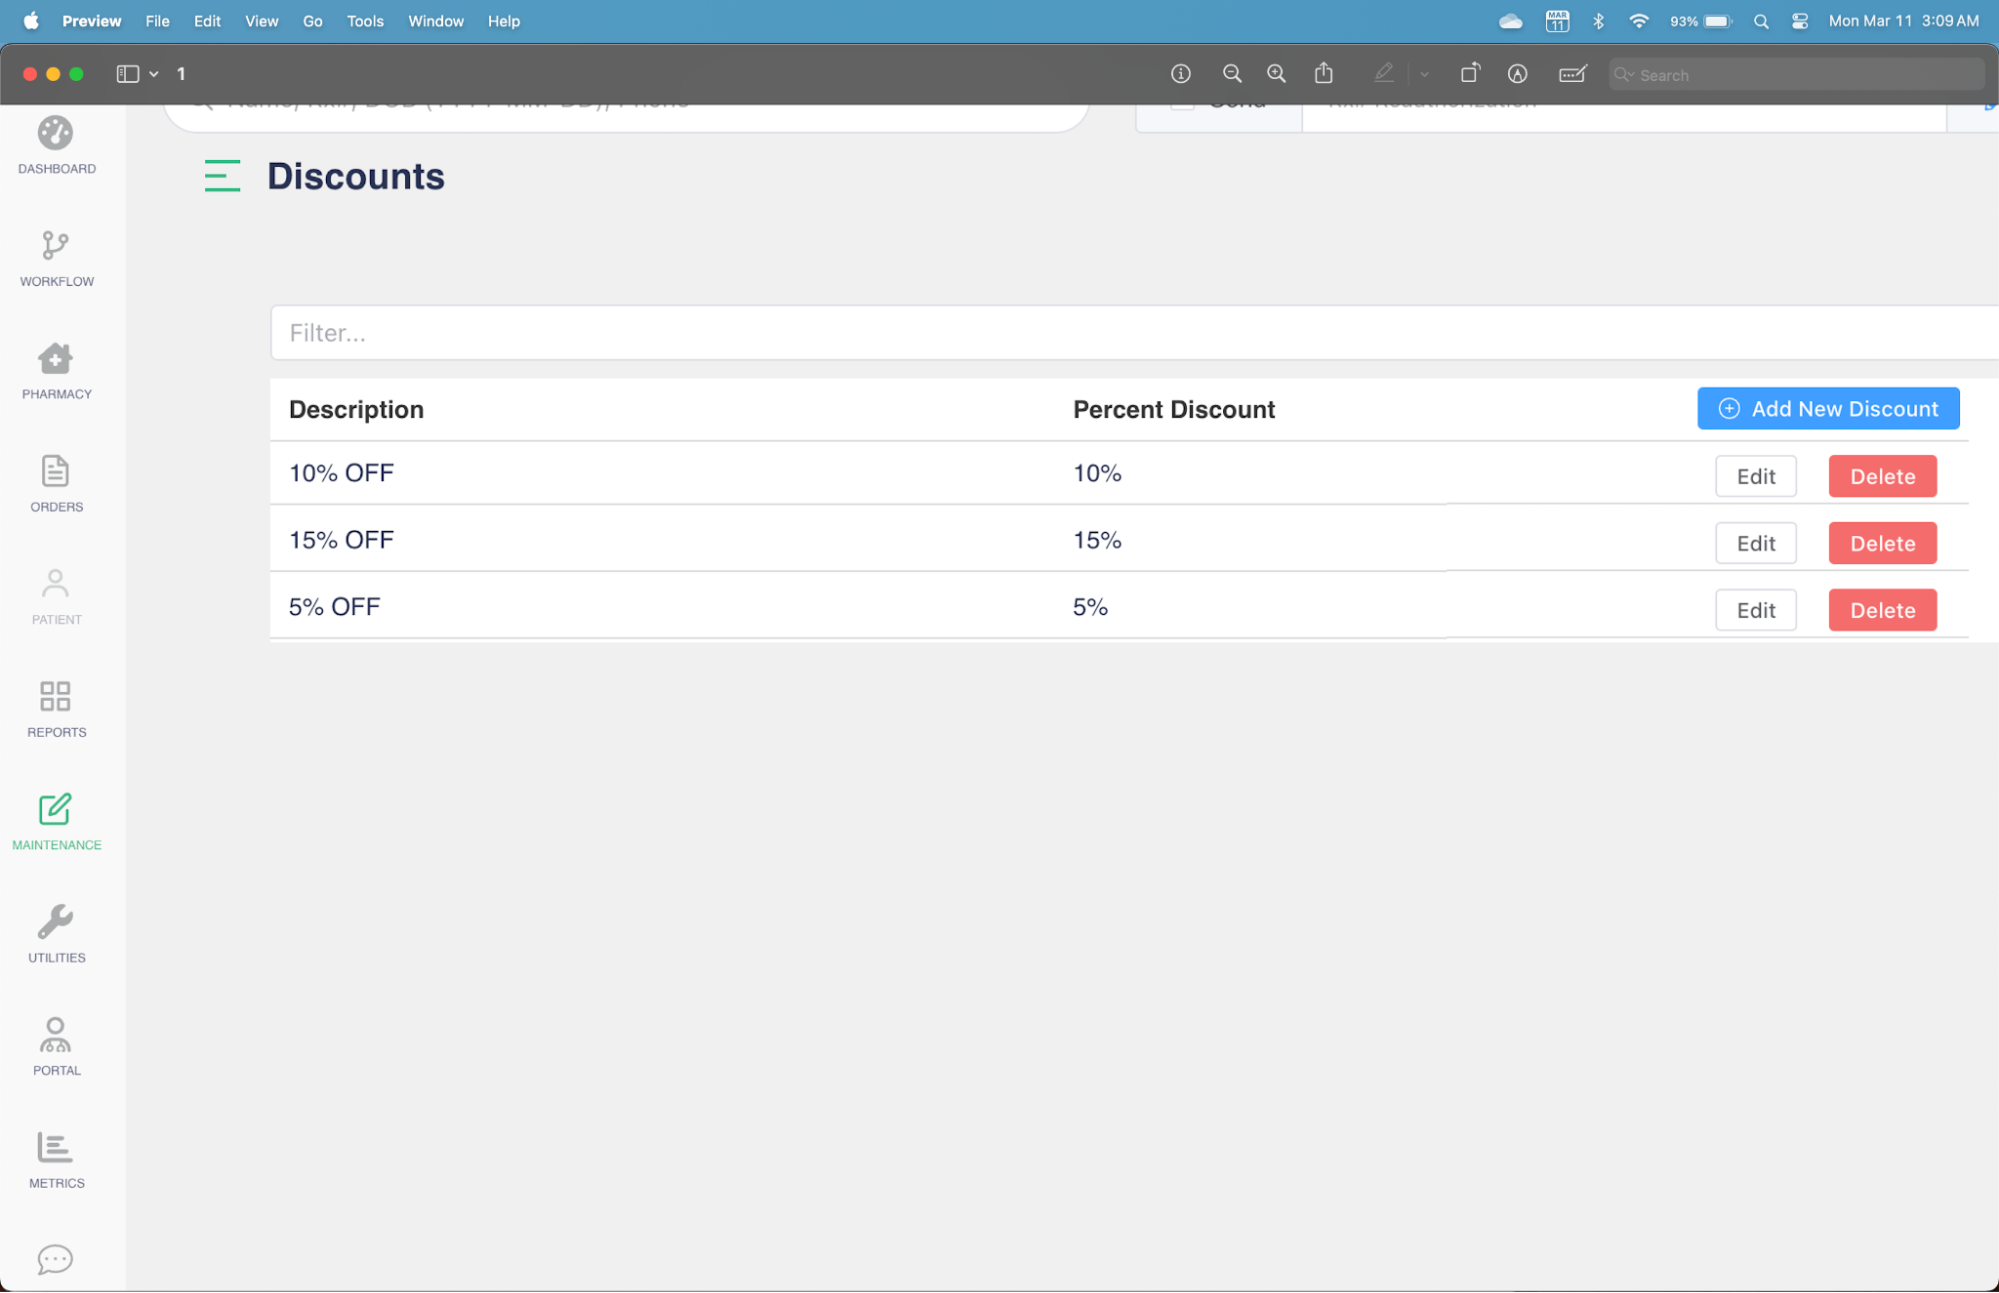 Preview File Edit View Go Tools Window Help MAR 11 93% Mon Mar 11 3:09 AM
1 Search
DASHBOARD
Discounts
WORKFLOW
Filter...
PHARMACY
Description Percent Discount Add New Discount
10% OFF 10% Edit Delete
ORDERS
15% OFF 15% Edit Delete
5% OFF 5% Edit Delete
PATIENT
REPORTS
MAINTENANCE
UTILITIES
PORTAL
METRICS